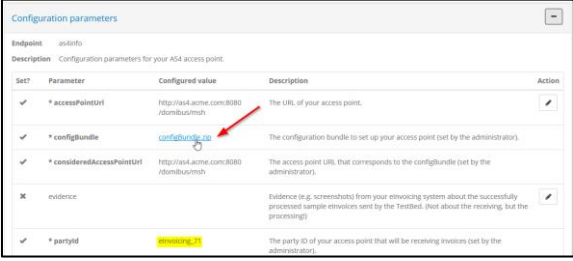 Configuration parameters
Endpoint as4info
Description Configuration parameters for your AS4 access point.
Set? Parameter Configured value Description Action
* accessPointUrl http://as4.acme.com:8080 The URL of your access point.
/domibus/msh
* configBundle configBundle.zip The configuration bundle to set up your access point (set by the administrator).
* consideredAccessPointUrl http://as4.acme.com:8080 The access point URL that corresponds to the configBundle (set by the
/domibus/msh administrator).
evidence Evidence (e.g. screenshots) from your eInvoicing system about the successfully
processed sample eInvoices sent by the TestBed. (Not about the receiving, but the
processing!)
* partyId einvoicing_71 The party ID of your access point that will be receiving invoices (set by the
administrator).